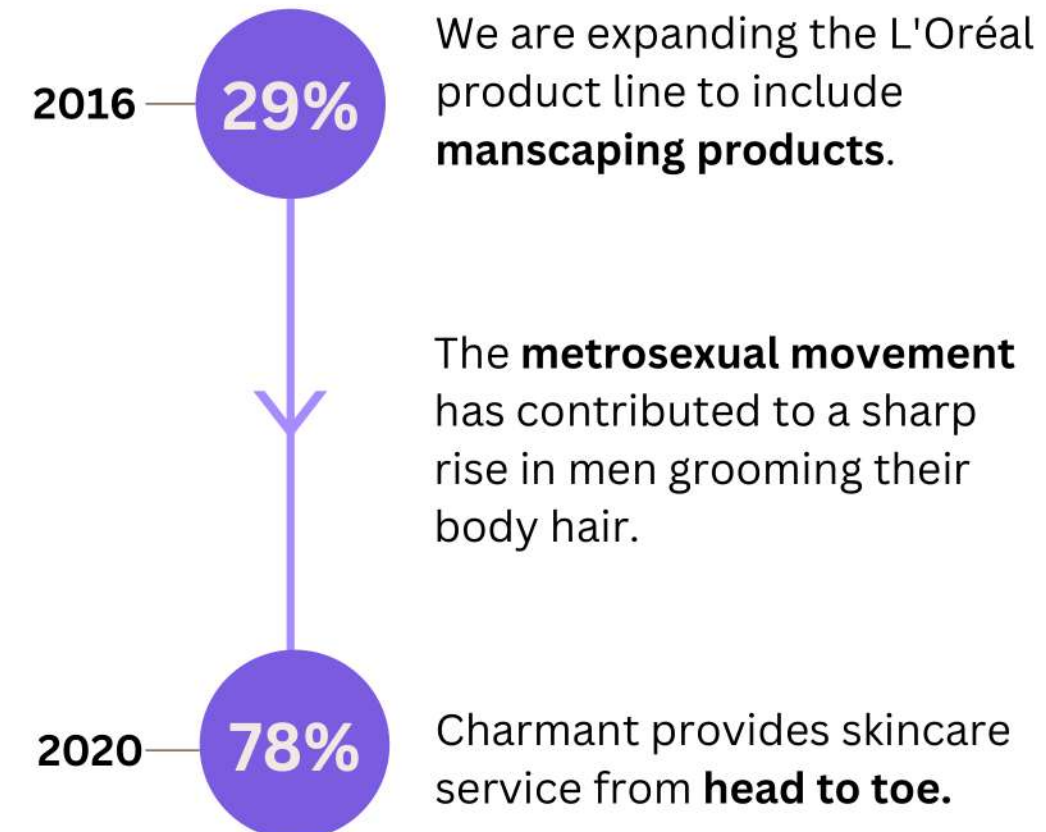 We are expanding the L'Oréal
2016
29%
product line to include
manscaping products.
The metrosexual movement
has contributed to a sharp
rise in men grooming their
body hair.
2020
78%
Charmant provides skincare
service from head to toe.